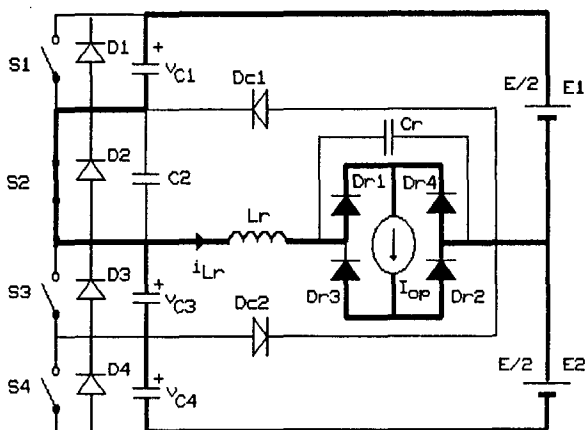 S1
D1
+
vC1
E/2
E1
Dc1
Cr
S2
D2
C2
Dr1
Dr4
Lr
iLr
Iop
S3
D3
+
vC3
Dr3
Dr2
Dc2
S4
D4
+
vC4
E/2
E2